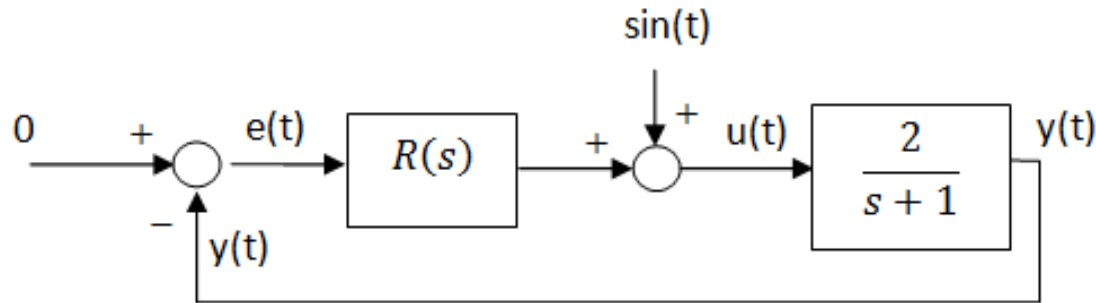 sin(t)
0
+
e(t)
R(s)
+
+
u(t)
2
s + 1
y(t)
−
y(t)